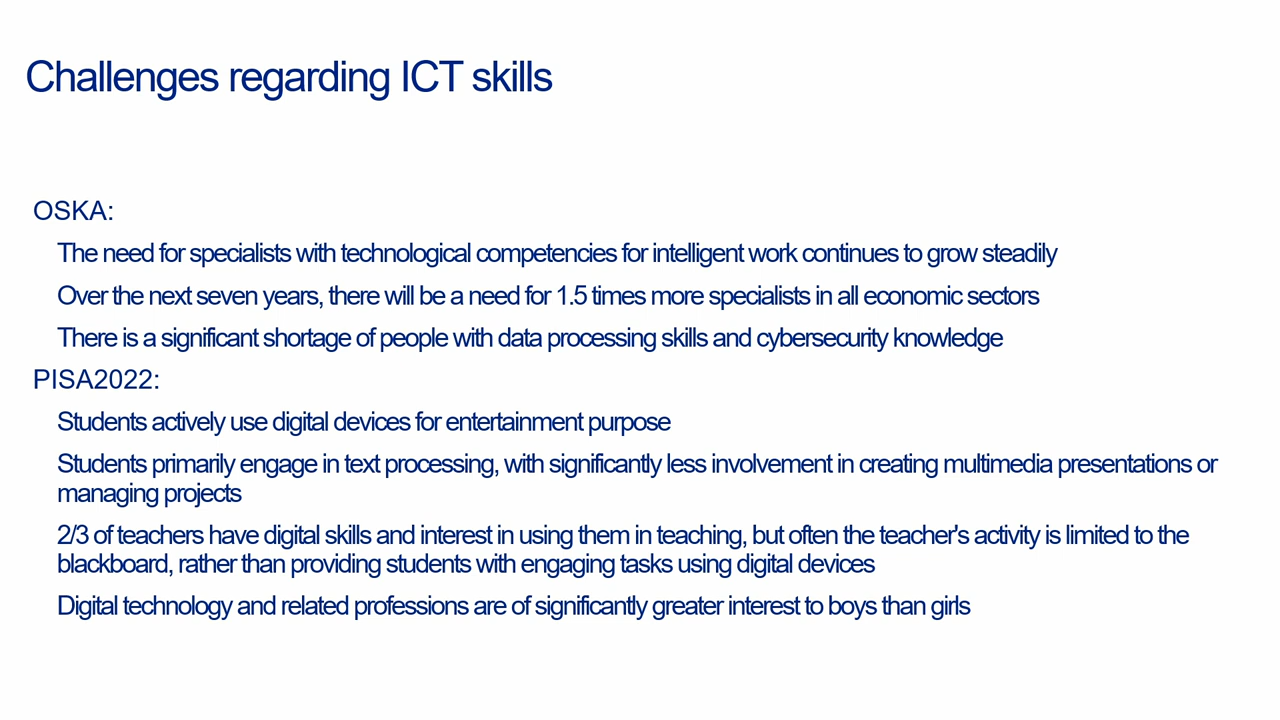 Challenges regarding ICT skills
OSKA:
The need for specialists with technological competencies for intelligent work continues to grow steadily
Over the next seven years, there will be a need for 1.5 times more specialists in all economic sectors
There is a significant shortage of people with data processing skills and cybersecurity knowledge
PISA2022:
Students actively use digital devices for entertainment purpose
Students primarily engage in text processing, with significantly less involvement in creating multimedia presentations or
managing projects
2/3 of teachers have digital skills and interest in using them in teaching, but often the teacher's activity is limited to the
blackboard, rather than providing students with engaging tasks using digital devices
Digital technology and related professions are of significantly greater interest to boys than girls